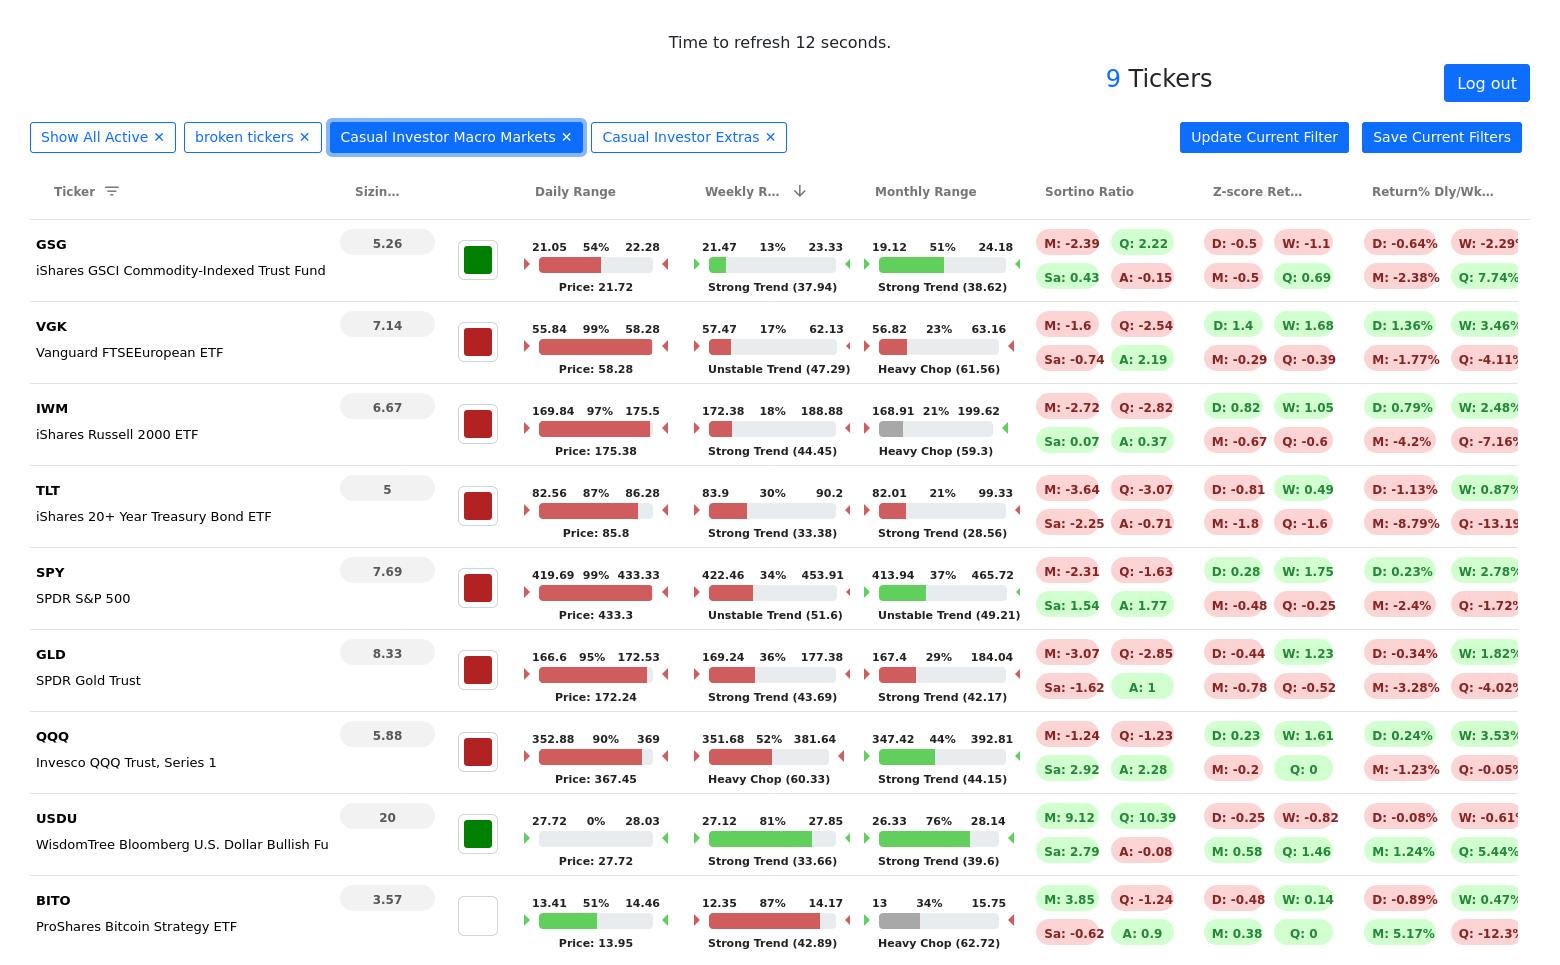 Time to refresh 12 seconds.
9 Tickers
Log out
Show All Active ✕ broken tickers ✕ Casual Investor Macro Markets ✕ Casual Investor Extras ✕ Update Current Filter Save Current Filters
Ticker Sizin... Daily Range Weekly R... Monthly Range Sortino Ratio Z-score Ret... Return% Dly/Wk...
GSG 5.26 21.05 54% 22.28 21.47 13% 23.33 19.12 51% 24.18 M: -2.39 Q: 2.22 D: -0.5 W: -1.1 D: -0.64% W: -2.29%
iShares GSCI Commodity-Indexed Trust Fund Sa: 0.43 A: -0.15 M: -0.5 Q: 0.69 M: -2.38% Q: 7.74%
Price: 21.72 Strong Trend (37.94) Strong Trend (38.62)
VGK 7.14 55.84 99% 58.28 57.47 17% 62.13 56.82 23% 63.16 M: -1.6 Q: -2.54 D: 1.4 W: 1.68 D: 1.36% W: 3.46%
Vanguard FTSEEuropean ETF Sa: -0.74 A: 2.19 M: -0.29 Q: -0.39 M: -1.77% Q: -4.11%
Price: 58.28 Unstable Trend (47.29) Heavy Chop (61.56)
IWM 6.67 169.84 97% 175.5 172.38 18% 188.88 168.91 21% 199.62 M: -2.72 Q: -2.82 D: 0.82 W: 1.05 D: 0.79% W: 2.48%
iShares Russell 2000 ETF Sa: 0.07 A: 0.37 M: -0.67 Q: -0.6 M: -4.2% Q: -7.16%
Price: 175.38 Strong Trend (44.45) Heavy Chop (59.3)
TLT 5 82.56 87% 86.28 83.9 30% 90.2 82.01 21% 99.33 M: -3.64 Q: -3.07 D: -0.81 W: 0.49 D: -1.13% W: 0.87%
iShares 20+ Year Treasury Bond ETF Sa: -2.25 A: -0.71 M: -1.8 Q: -1.6 M: -8.79% Q: -13.19
Price: 85.8 Strong Trend (33.38) Strong Trend (28.56)
SPY 7.69 419.69 99% 433.33 422.46 34% 453.91 413.94 37% 465.72 M: -2.31 Q: -1.63 D: 0.28 W: 1.75 D: 0.23% W: 2.78%
SPDR S&P 500 Sa: 1.54 A: 1.77 M: -0.48 Q: -0.25 M: -2.4% Q: -1.72%
Price: 433.3 Unstable Trend (51.6) Unstable Trend (49.21)
GLD 8.33 166.6 95% 172.53 169.24 36% 177.38 167.4 29% 184.04 M: -3.07 Q: -2.85 D: -0.44 W: 1.23 D: -0.34% W: 1.82%
SPDR Gold Trust Sa: -1.62 A: 1 M: -0.78 Q: -0.52 M: -3.28% Q: -4.02%
Price: 172.24 Strong Trend (43.69) Strong Trend (42.17)
QQQ 5.88 352.88 90% 369 351.68 52% 381.64 347.42 44% 392.81 M: -1.24 Q: -1.23 D: 0.23 W: 1.61 D: 0.24% W: 3.53%
Invesco QQQ Trust, Series 1 Sa: 2.92 A: 2.28 M: -0.2 Q: 0 M: -1.23% Q: -0.05%
Price: 367.45 Heavy Chop (60.33) Strong Trend (44.15)
USDU 20 27.72 0% 28.03 27.12 81% 27.85 26.33 76% 28.14 M: 9.12 Q: 10.39 D: -0.25 W: -0.82 D: -0.08% W: -0.61%
WisdomTree Bloomberg U.S. Dollar Bullish Fu Sa: 2.79 A: -0.08 M: 0.58 Q: 1.46 M: 1.24% Q: 5.44%
Price: 27.72 Strong Trend (33.66) Strong Trend (39.6)
BITO 3.57 13.41 51% 14.46 12.35 87% 14.17 13 34% 15.75 M: 3.85 Q: -1.24 D: -0.48 W: 0.14 D: -0.89% W: 0.47%
ProShares Bitcoin Strategy ETF Sa: -0.62 A: 0.9 M: 0.38 Q: 0 M: 5.17% Q: -12.3%
Price: 13.95 Strong Trend (42.89) Heavy Chop (62.72)